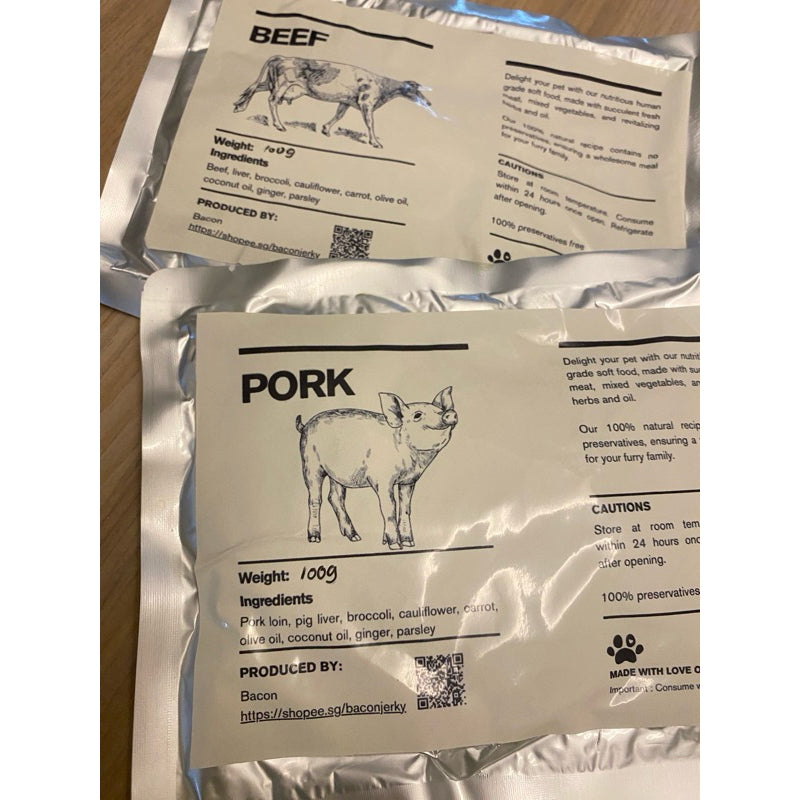 BEEF
Weight: 100g
Ingredients
Beef, liver, broccoli, cauliflower, carrot, olive oil,
coconut oil, ginger, parsley
PRODUCED BY:
Bacon
https://shopee.sg/baconjerky
Delight your pet with our nutritious human
grade soft food, made with succulent fresh
meat, mixed vegetables, and revitalizing
herbs and oil.
Our 100% natural recipe contains no
preservatives, ensuring a wholesome meal
for your furry family.
CAUTIONS
Store at room temperature. Consume
within 24 hours once open. Refrigerate
after opening.
100% preservatives free
PORK
Weight: 100g
Ingredients
Pork loin, pig liver, broccoli, cauliflower, carrot,
olive oil, coconut oil, ginger, parsley
PRODUCED BY:
Bacon
https://shopee.sg/baconjerky
Delight your pet with our
grade soft food, made with
meat, mixed vegetables,
herbs and oil.
Our 100% natural
preservatives, ensuring a
for your furry family.
CAUTIONS
Store at room
within 24 hours
after opening.
100% preservatives
MADE WITH LOVE
Important : Consume